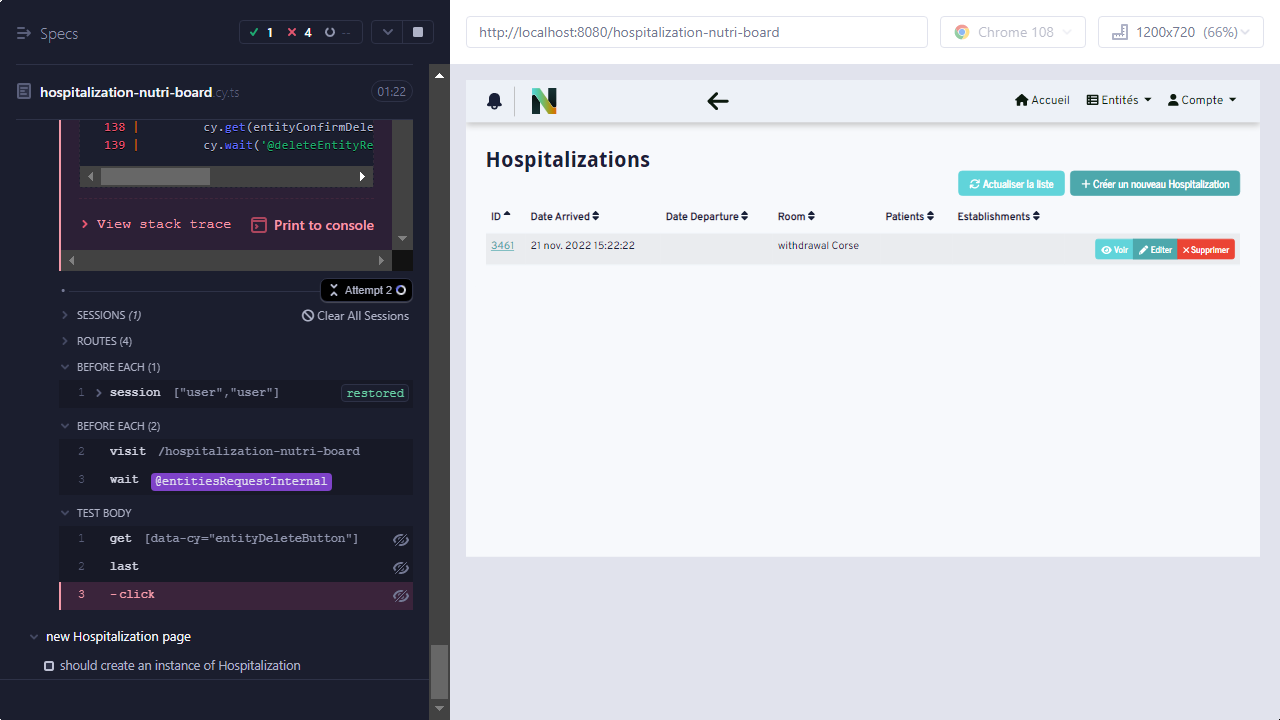 Specs
1
4
--
hospitalization-nutri-board.cy.ts
01:22
138 | cy.get(entityConfirmDele
139 | cy.wait('@deleteEntityRe
View stack trace
Print to console
Attempt 2
SESSIONS (1)
Clear All Sessions
ROUTES (4)
BEFORE EACH (1)
1 session ["user","user"] restored
BEFORE EACH (2)
2 visit /hospitalization-nutri-board
3 wait @entitiesRequestInternal
TEST BODY
1 get [data-cy="entityDeleteButton"]
2 last
3 -click
new Hospitalization page
should create an instance of Hospitalization
http://localhost:8080/hospitalization-nutri-board
Chrome 108
1200x720 (66%)
N
Accueil
Entités
Compte
Hospitalizations
Actualiser la liste
+ Créer un nouveau Hospitalization
ID Date Arrived Date Departure Room Patients Establishments
3461 21 nov. 2022 15:22:22 withdrawal Corse Voir Editer Supprimer